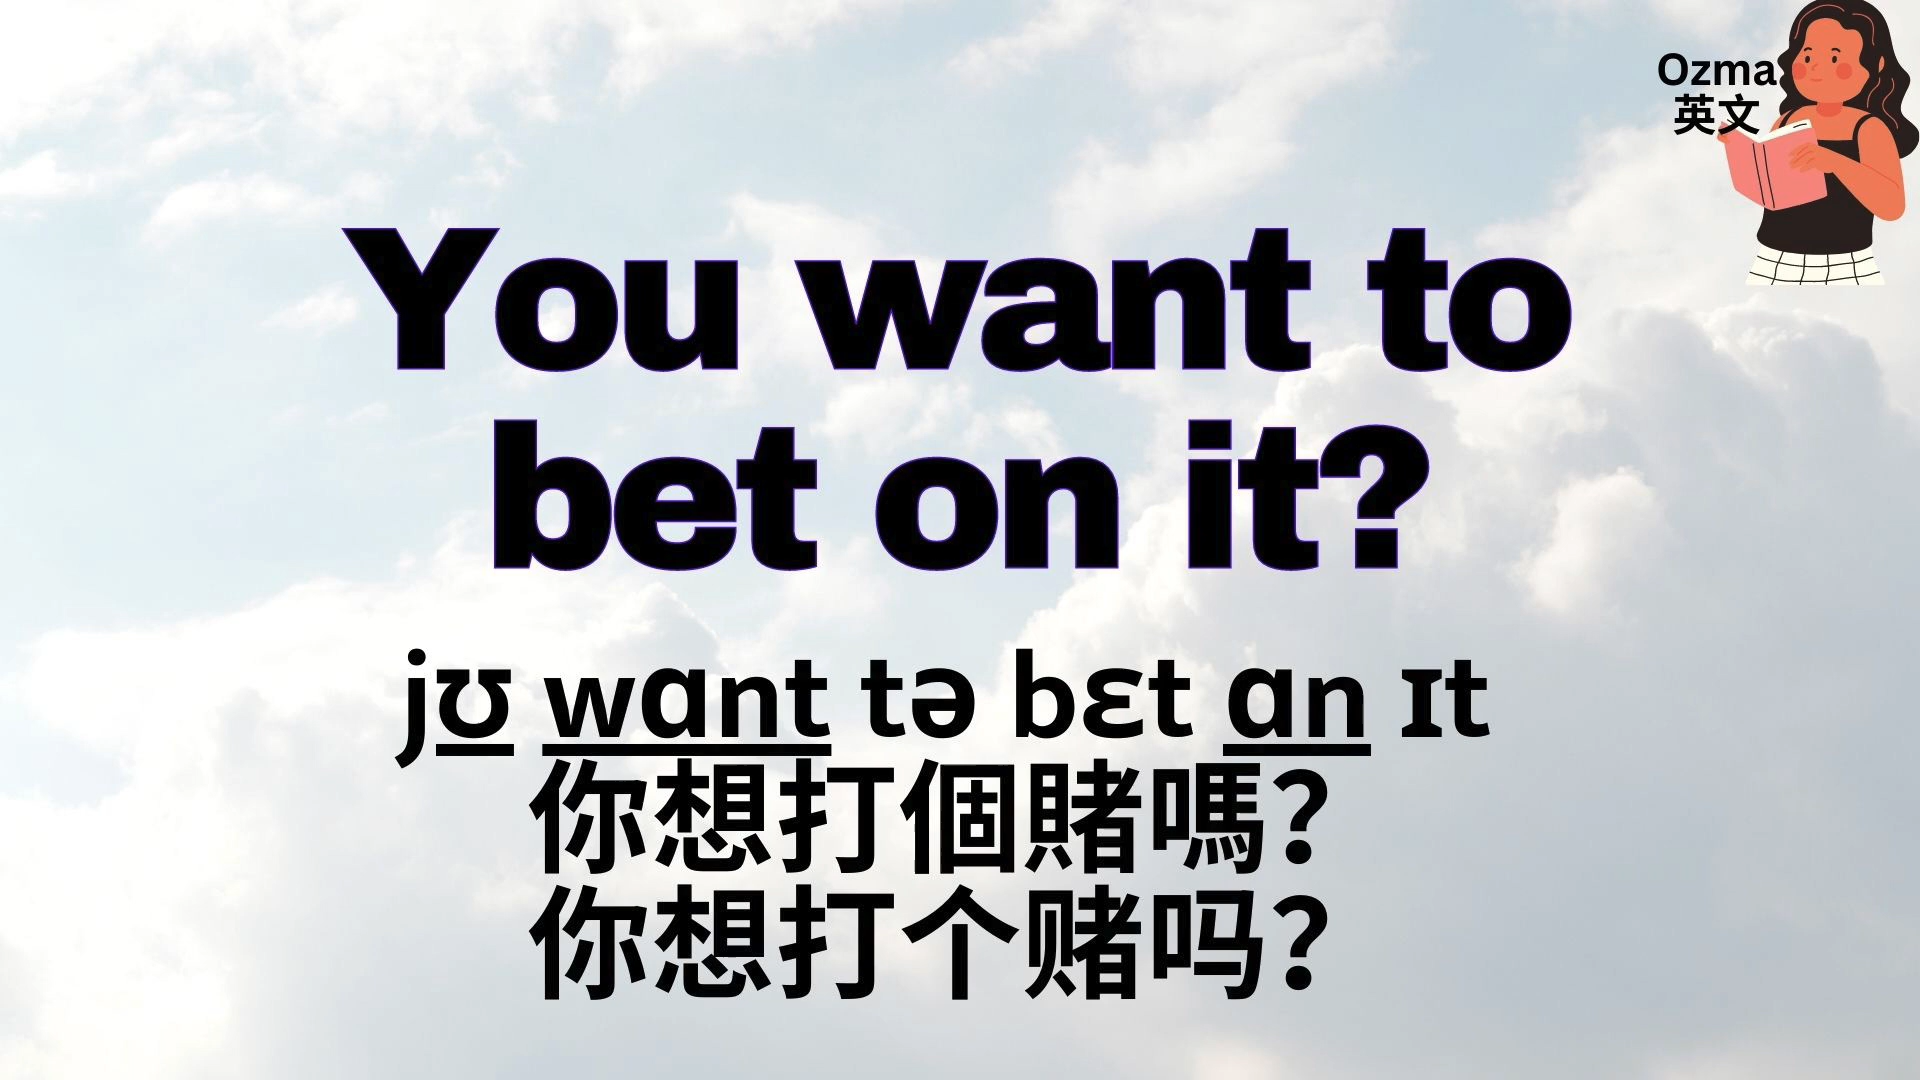 Ozma
英文
You want to
bet on it?
jʊ wɑnt tə bɛt ɑn ɪt
你想打個賭嗎？
你想打个赌吗？